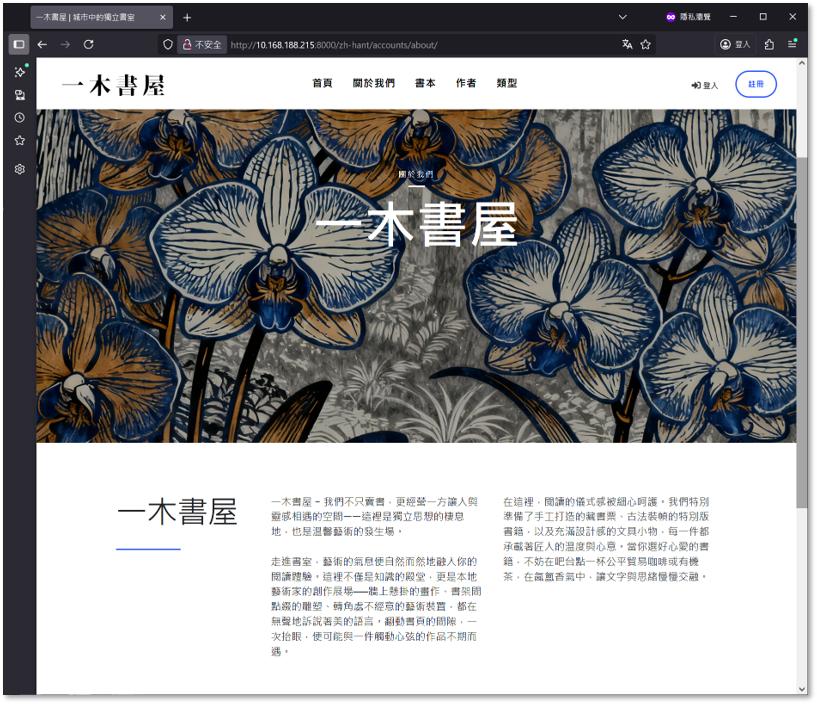 一木書屋 | 城市中的獨立書室
隱私瀏覽
不安全
http://10.168.188.215:8000/zh-hant/accounts/about/
登入
一木書屋
首頁 關於我們 書本 作者 類型
登入
註冊
關於我們
一木書屋
一木書屋
一木書屋 – 我們不只賣書，更經營一方讓人與
靈感相遇的空間——這裡是獨立思想的棲息
地，也是溫馨藝術的發生場。
走進書室，藝術的氣息便自然而然地融入你的
閱讀體驗。這裡不僅是知識的殿堂，更是本地
藝術家的創作展場——牆上懸掛的畫作、書架間
點綴的雕塑、轉角處不經意的藝術裝置，都在
無聲地訴說著美的語言。翻動書頁的間隙，一
次抬眼，便可能與一件觸動心弦的作品不期而
遇。
在這裡，閱讀的儀式感被細心呵護。我們特別
準備了手工打造的藏書票、古法裝幀的特別版
書籍，以及充滿設計感的文具小物，每一件都
承載著匠人的溫度與心意。當你選好心愛的書
籍，不妨在吧台點一杯公平貿易咖啡或有機
茶，在氤氳香氣中，讓文字與思緒慢慢交融。